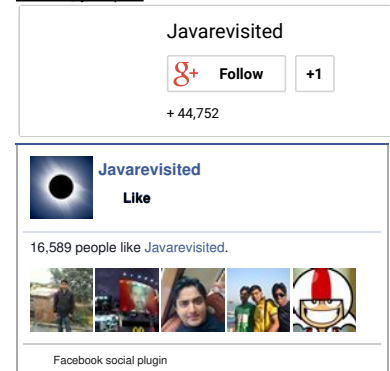 Javarevisited
g+ Follow +1
+ 44,752
Javarevisited
Like
16,589 people like Javarevisited.
Facebook social plugin